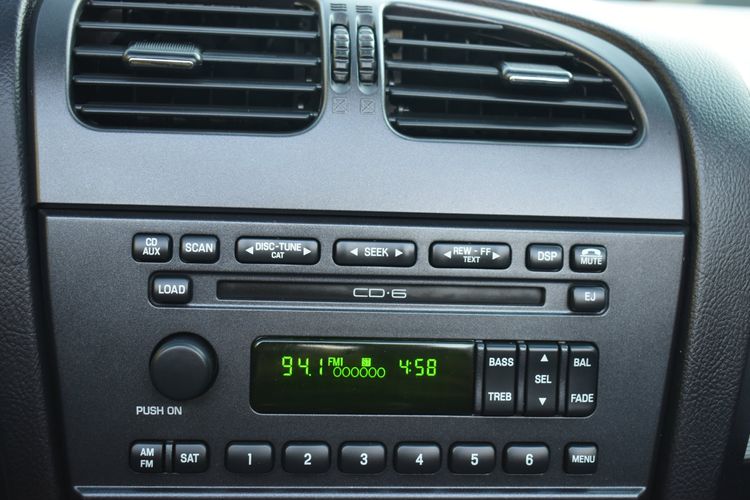 CD AUX SCAN DISC-TUNE CAT SEEK REW - FF TEXT DSP MUTE
LOAD CD·6 EJ
94.1 FM1 4:58
BASS SEL BAL
TREB FADE
PUSH ON
AM FM SAT 1 2 3 4 5 6 MENU